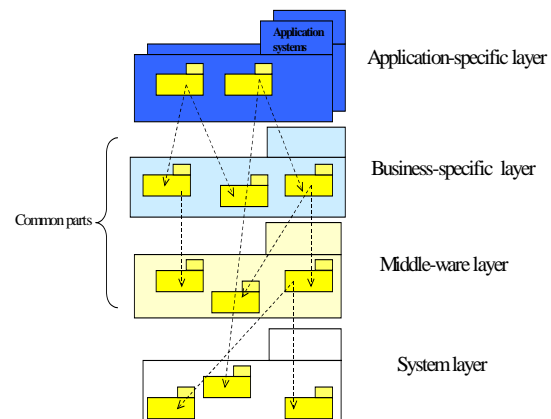 Application
systems
Application-specific layer
Business-specific layer
Common parts
Middle-ware layer
System layer